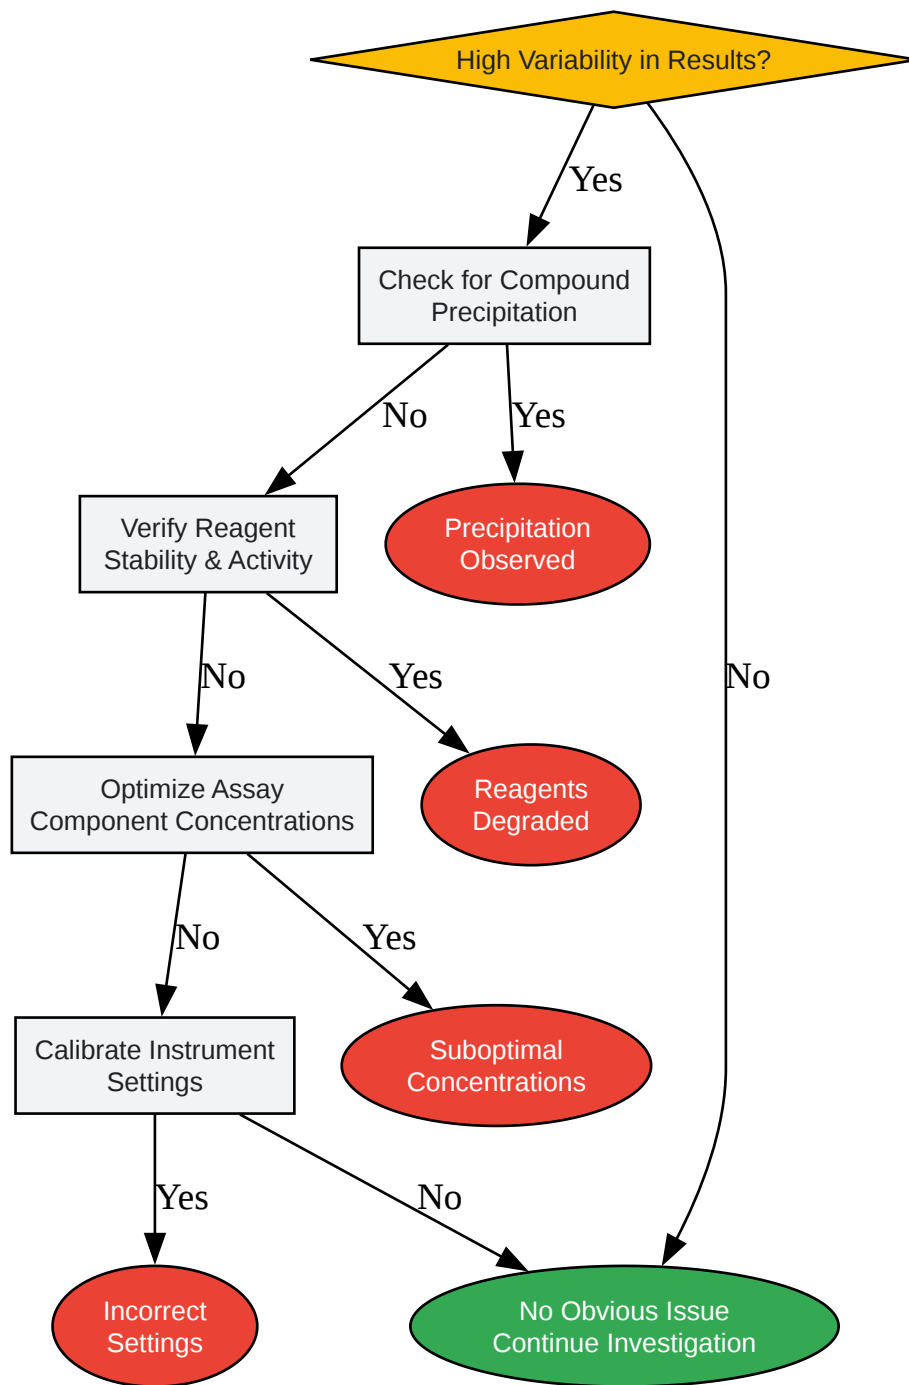 High Variability in Results?
Yes
Check for Compound
Precipitation
No
Yes
Verify Reagent
Stability & Activity
Precipitation
Observed
No
Yes
No
Optimize Assay
Component Concentrations
Reagents
Degraded
No
Yes
Calibrate Instrument
Settings
Suboptimal
Concentrations
Yes
No
Incorrect
Settings
No Obvious Issue
Continue Investigation